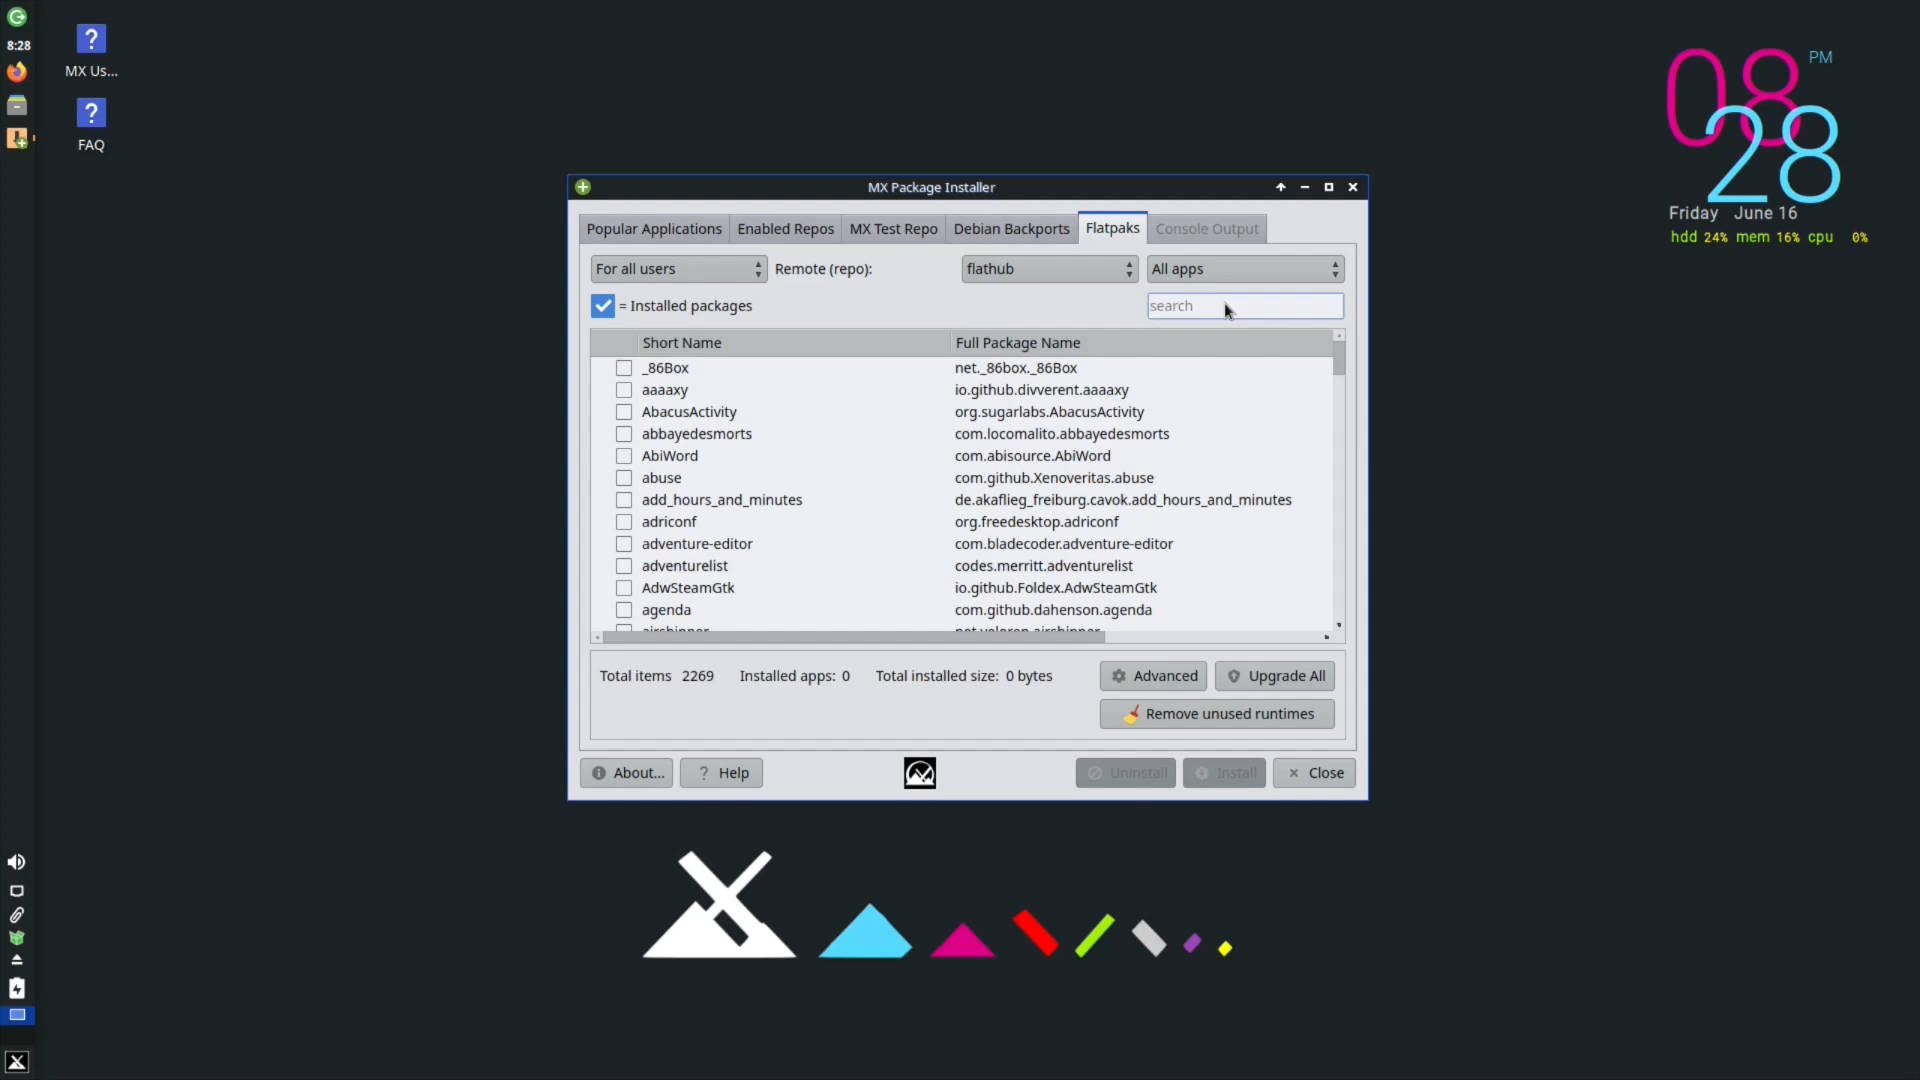 8:28
MX Us...
FAQ
08 PM
28
Friday June 16
hdd 24% mem 16% cpu 0%
MX Package Installer
Popular Applications Enabled Repos MX Test Repo Debian Backports Flatpaks Console Output
For all users Remote (repo): flathub All apps
= Installed packages search
Short Name Full Package Name
_86Box net._86box._86Box
aaaaxy io.github.divverent.aaaaxy
AbacusActivity org.sugarlabs.AbacusActivity
abbayedesmorts com.locomalito.abbayedesmorts
AbiWord com.abisource.AbiWord
abuse com.github.Xenoveritas.abuse
add_hours_and_minutes de.akaflieg_freiburg.cavok.add_hours_and_minutes
adriconf org.freedesktop.adriconf
adventure-editor com.bladecoder.adventure-editor
adventurelist codes.merritt.adventurelist
AdwSteamGtk io.github.Foldex.AdwSteamGtk
agenda com.github.dahenson.agenda
airshipper net.veloren.airshipper
Total items 2269 Installed apps: 0 Total installed size: 0 bytes Advanced Upgrade All
Remove unused runtimes
About... Help Uninstall Install Close